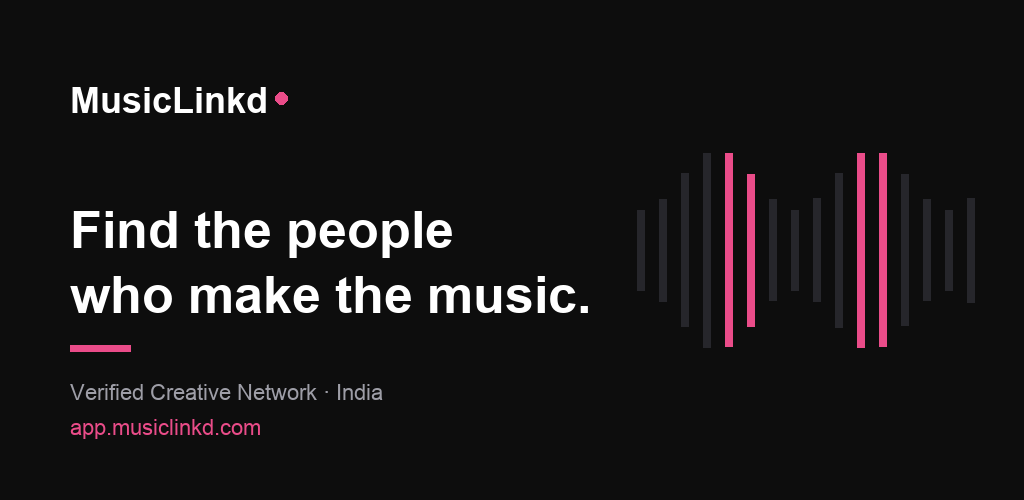 MusicLinkd
Find the people
who make the music.
Verified Creative Network · India
app.musiclinkd.com